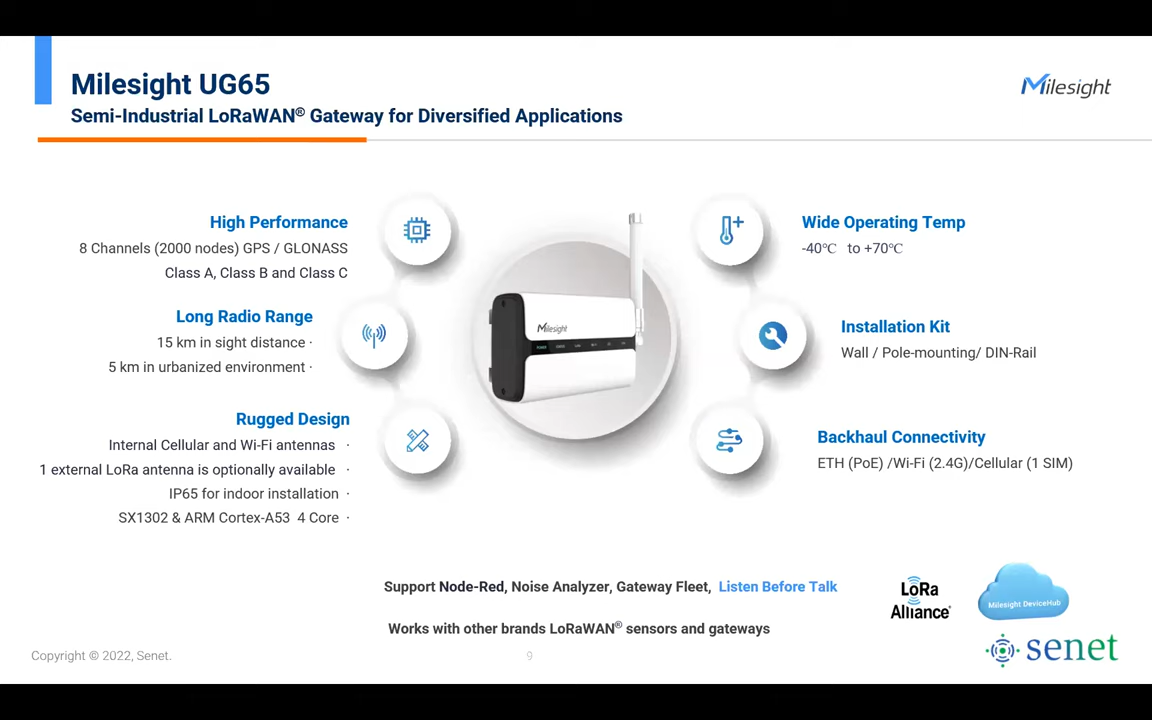 Milesight UG65
Semi-Industrial LoRaWAN® Gateway for Diversified Applications
Milesight
High Performance
8 Channels (2000 nodes) GPS / GLONASS
Class A, Class B and Class C
Long Radio Range
15 km in sight distance ·
5 km in urbanized environment ·
Rugged Design
Internal Cellular and Wi-Fi antennas ·
1 external LoRa antenna is optionally available ·
IP65 for indoor installation ·
SX1302 & ARM Cortex-A53 4 Core ·
Milesight
Wide Operating Temp
-40℃ to +70℃
Installation Kit
Wall / Pole-mounting/ DIN-Rail
Backhaul Connectivity
ETH (PoE) /Wi-Fi (2.4G)/Cellular (1 SIM)
Support Node-Red, Noise Analyzer, Gateway Fleet, Listen Before Talk
Works with other brands LoRaWAN® sensors and gateways
LoRa
Alliance®
Milesight DeviceHub
senet
Copyright © 2022, Senet.
9